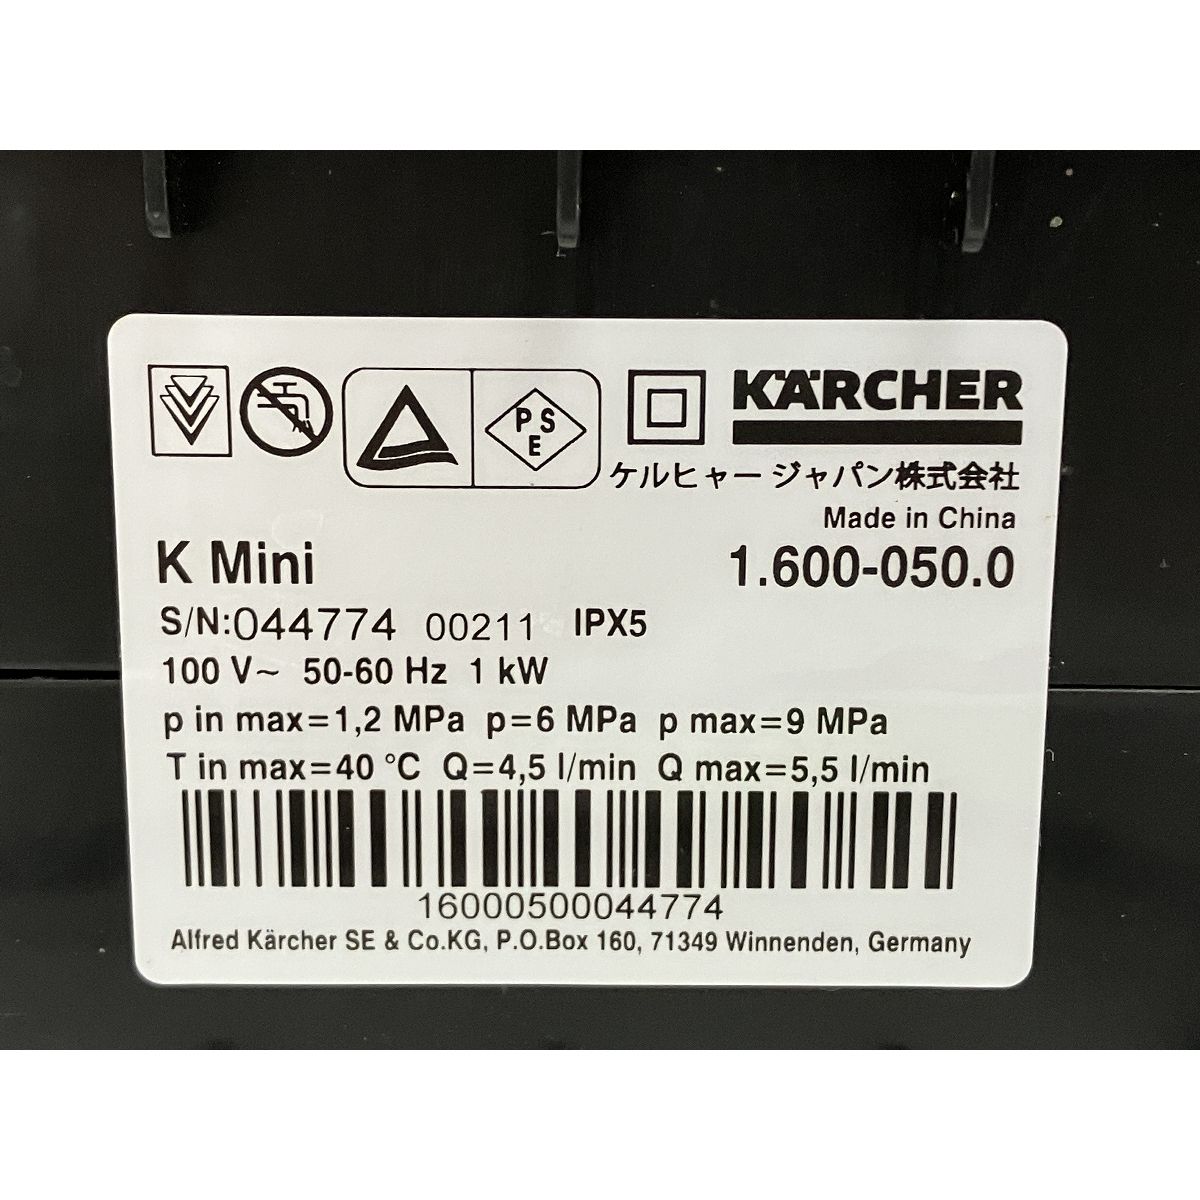 PS
E
KÄRCHER
ケルヒャー ジャパン株式会社
Made in China
K Mini 1.600-050.0
S/N:044774 00211 IPX5
100 V~ 50-60 Hz 1 kW
p in max=1,2 MPa p=6 MPa p max=9 MPa
T in max=40 °C Q=4,5 l/min Q max=5,5 l/min
16000500044774
Alfred Kärcher SE & Co.KG, P.O.Box 160, 71349 Winnenden, Germany